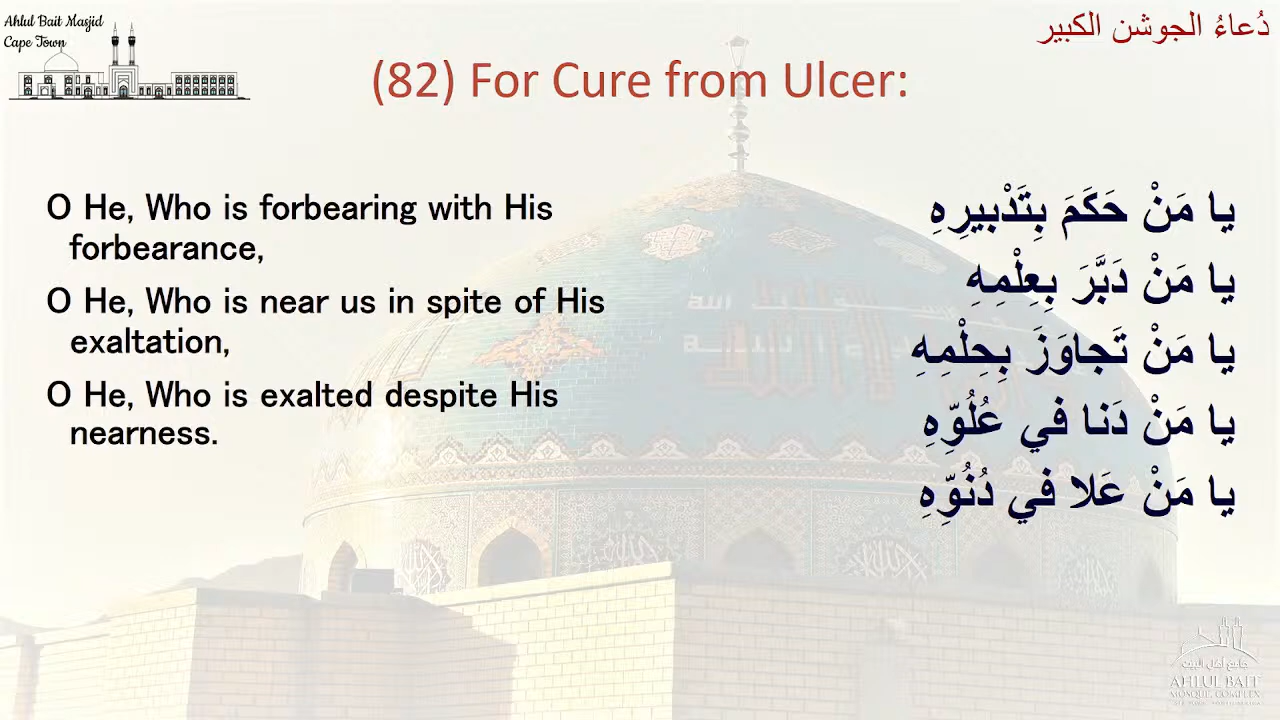 Ahlul Bait Masjid
Cape Town
دُعاءُ الجوشن الكبير
(82) For Cure from Ulcer:
O He, Who is forbearing with His
forbearance,
O He, Who is near us in spite of His
exaltation,
O He, Who is exalted despite His
nearness.
يا مَنْ حَكَمَ بِتَدْبيرِهِ
يا مَنْ دَبَّرَ بِعِلْمِهِ
يا مَنْ تَجاوَزَ بِحِلْمِهِ
يا مَنْ دَنا في عُلُوِّهِ
يا مَنْ عَلا في دُنُوِّهِ
AHLUL BAIT
MOSQUE COMPLEX